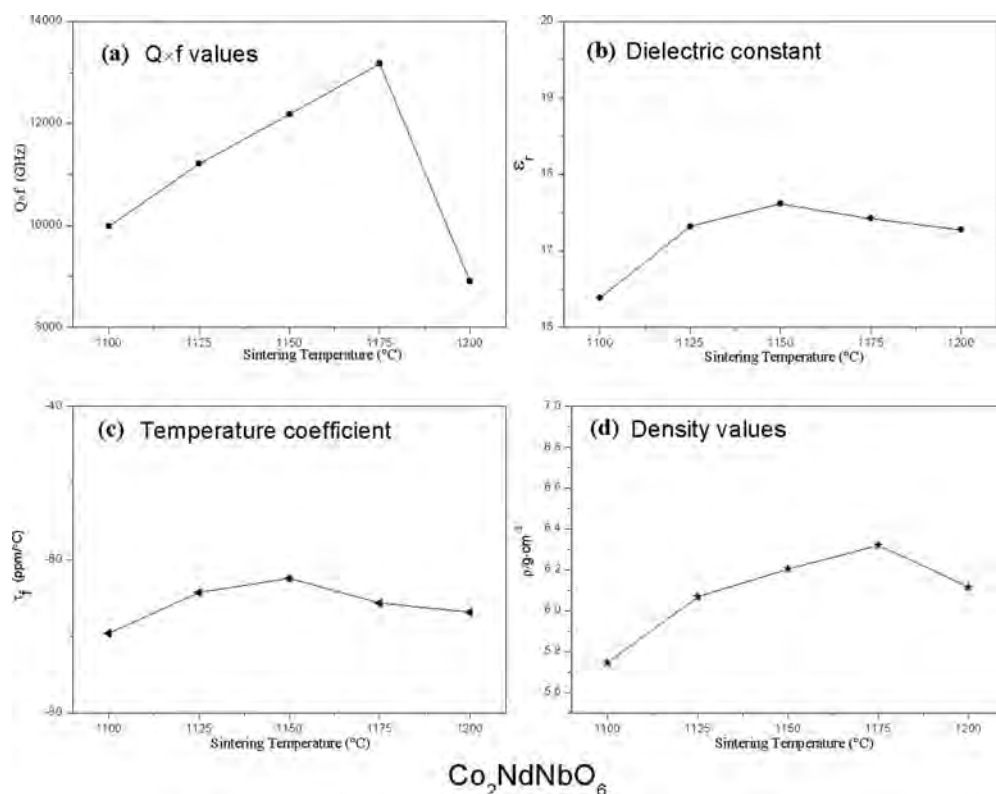 (a) Q×f values
14000
12000
10000
8000
Q×f (GHz)
1100 1125 1150 1175 1200
Sintering Temperature (°C)
(b) Dielectric constant
20
19
18
17
16
εr
1100 1125 1150 1175 1200
Sintering Temperature (°C)
(c) Temperature coefficient
-40
-60
-80
τf (ppm/°C)
1100 1125 1150 1175 1200
Sintering Temperature (°C)
(d) Density values
7.0
6.8
6.6
6.4
6.2
6.0
5.8
5.6
ρ/g·cm⁻³
1100 1125 1150 1175 1200
Sintering Temperature (°C)
Co₂NdNbO₆